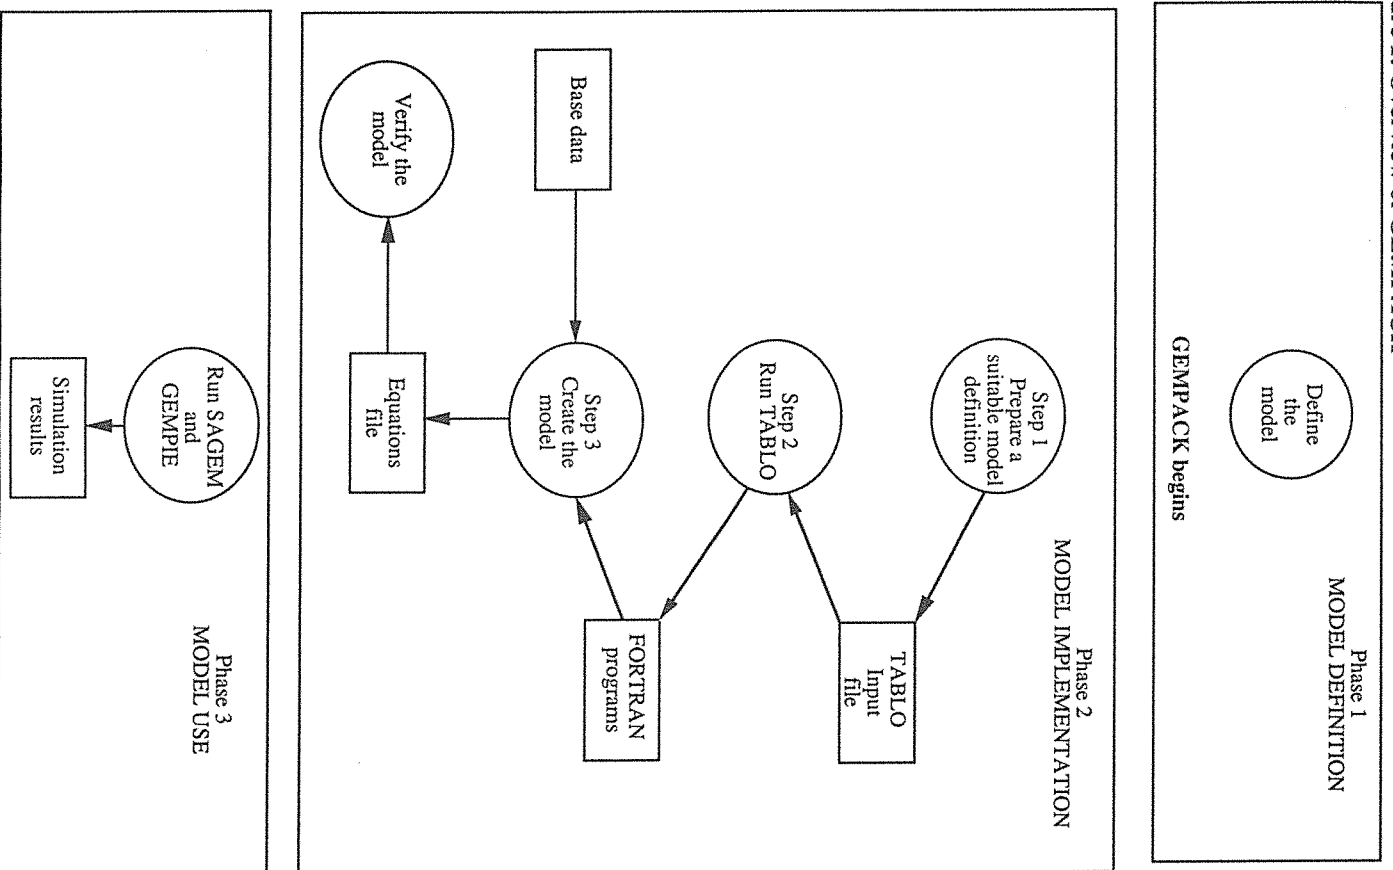 Phase 1
MODEL DEFINITION
Define
the
model
GEMPACK begins
Phase 2
MODEL IMPLEMENTATION
Step 1
Prepare a
suitable model
definition
TABLO
Input
file
Step 2
Run TABLO
FORTRAN
programs
Base data
Step 3
Create the
model
Equations
file
Verify the
model
Phase 3
MODEL USE
Run SAGEM
and
GEMPIE
Simulation
results